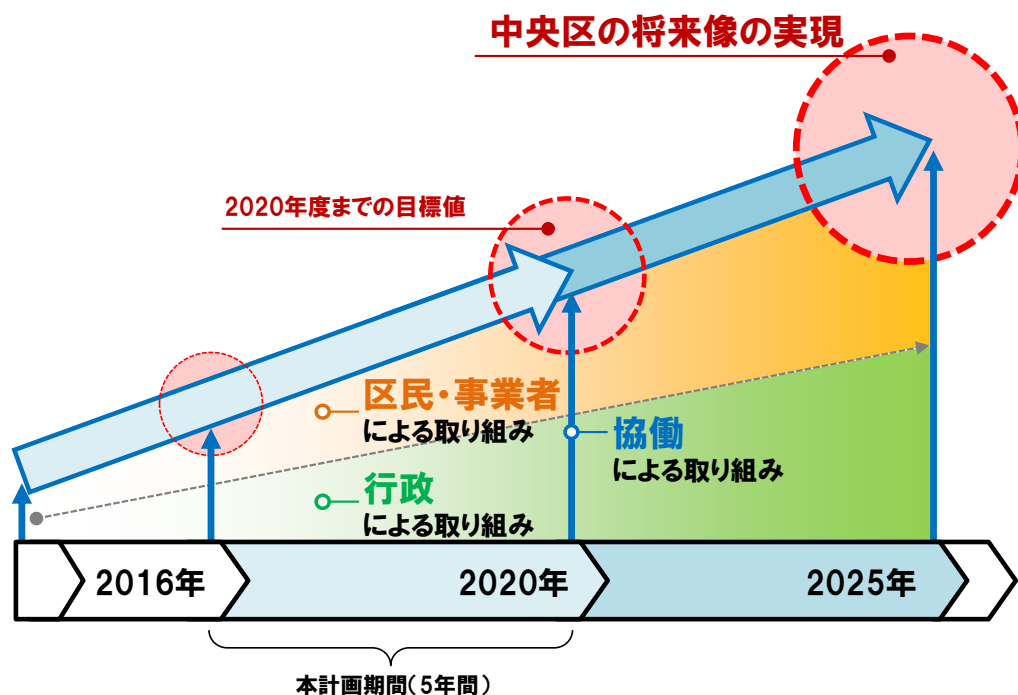 中央区の将来像の実現
2020年度までの目標値
区民・事業者
による取り組み
協働
による取り組み
行政
による取り組み
2016年
2020年
2025年
本計画期間(5年間)